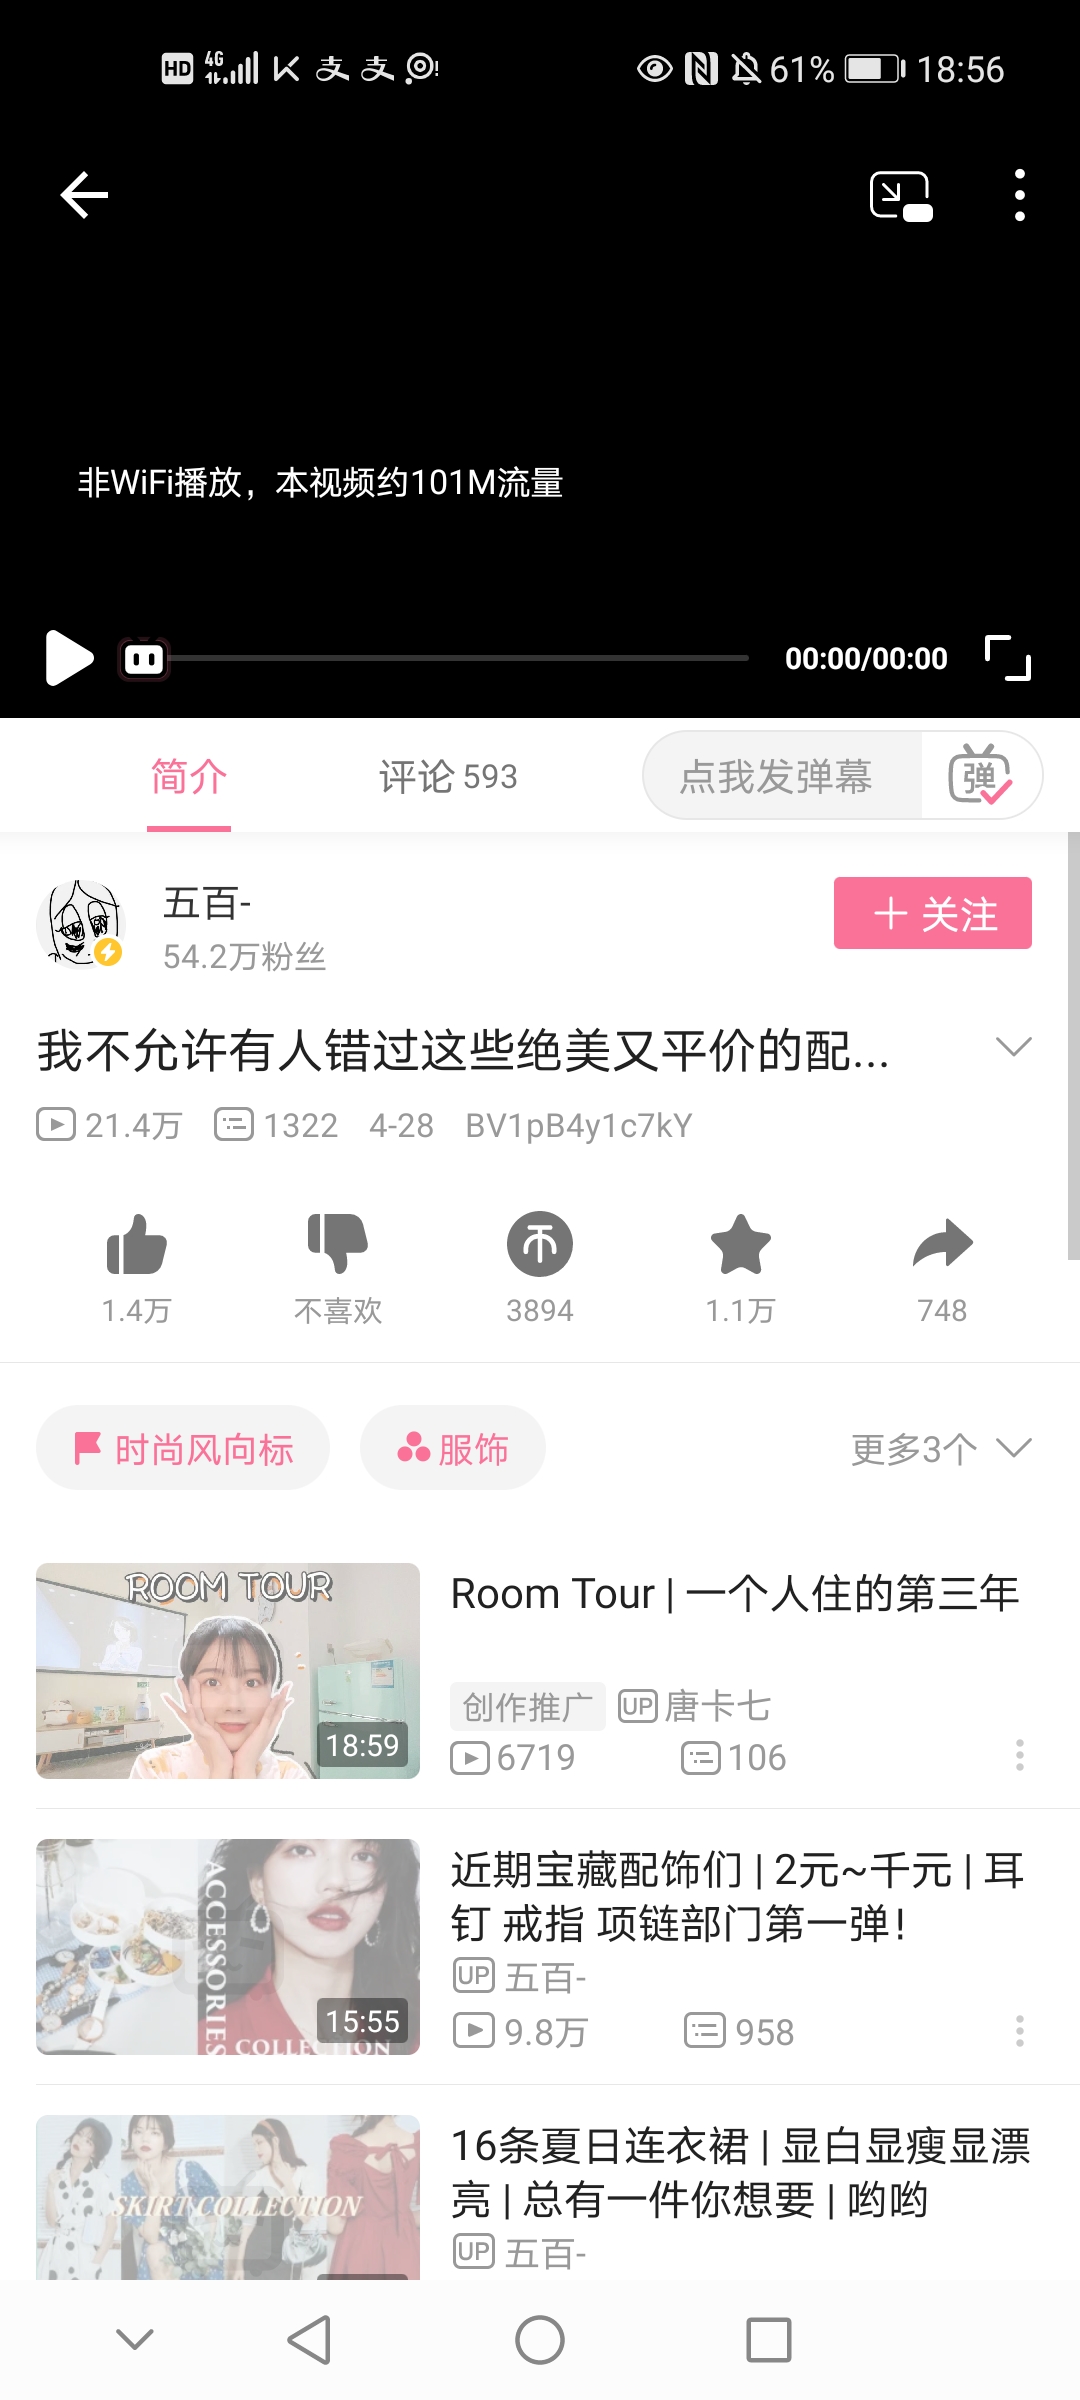 HD 4G 61% 18:56
非WiFi播放，本视频约101M流量
00:00/00:00
简介 评论 593 点我发弹幕 弹
五百-
54.2万粉丝
关注
我不允许有人错过这些绝美又平价的配...
21.4万 1322 4-28 BV1pB4y1c7kY
1.4万 不喜欢 3894 1.1万 748
时尚风向标 服饰 更多3个
ROOM TOUR
18:59
Room Tour | 一个人住的第三年
创作推广 UP 唐卡七
6719 106
ACCESSORIES
COLLECTION
15:55
近期宝藏配饰们 | 2元~千元 | 耳
钉 戒指 项链部门第一弹！
UP 五百-
9.8万 958
SKIRT COLLECTION
16条夏日连衣裙 | 显白显瘦显漂
亮 | 总有一件你想要 | 哟哟
UP 五百-